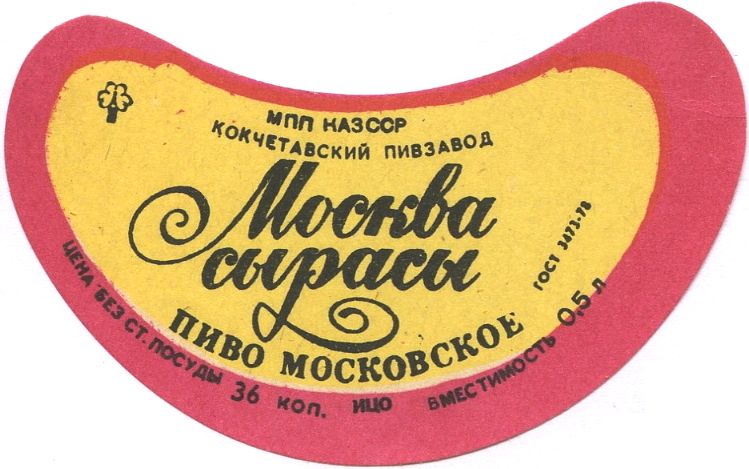 МПП КАЗССР
КОКЧЕТАВСКИЙ ПИВЗАВОД
Москва
сырасы
ГОСТ 3473-78
ПИВО МОСКОВСКОЕ
ЦЕНА БЕЗ СТ. ПОСУДЫ 36 КОП. ИЦО ВМЕСТИМОСТЬ 0,5 Л